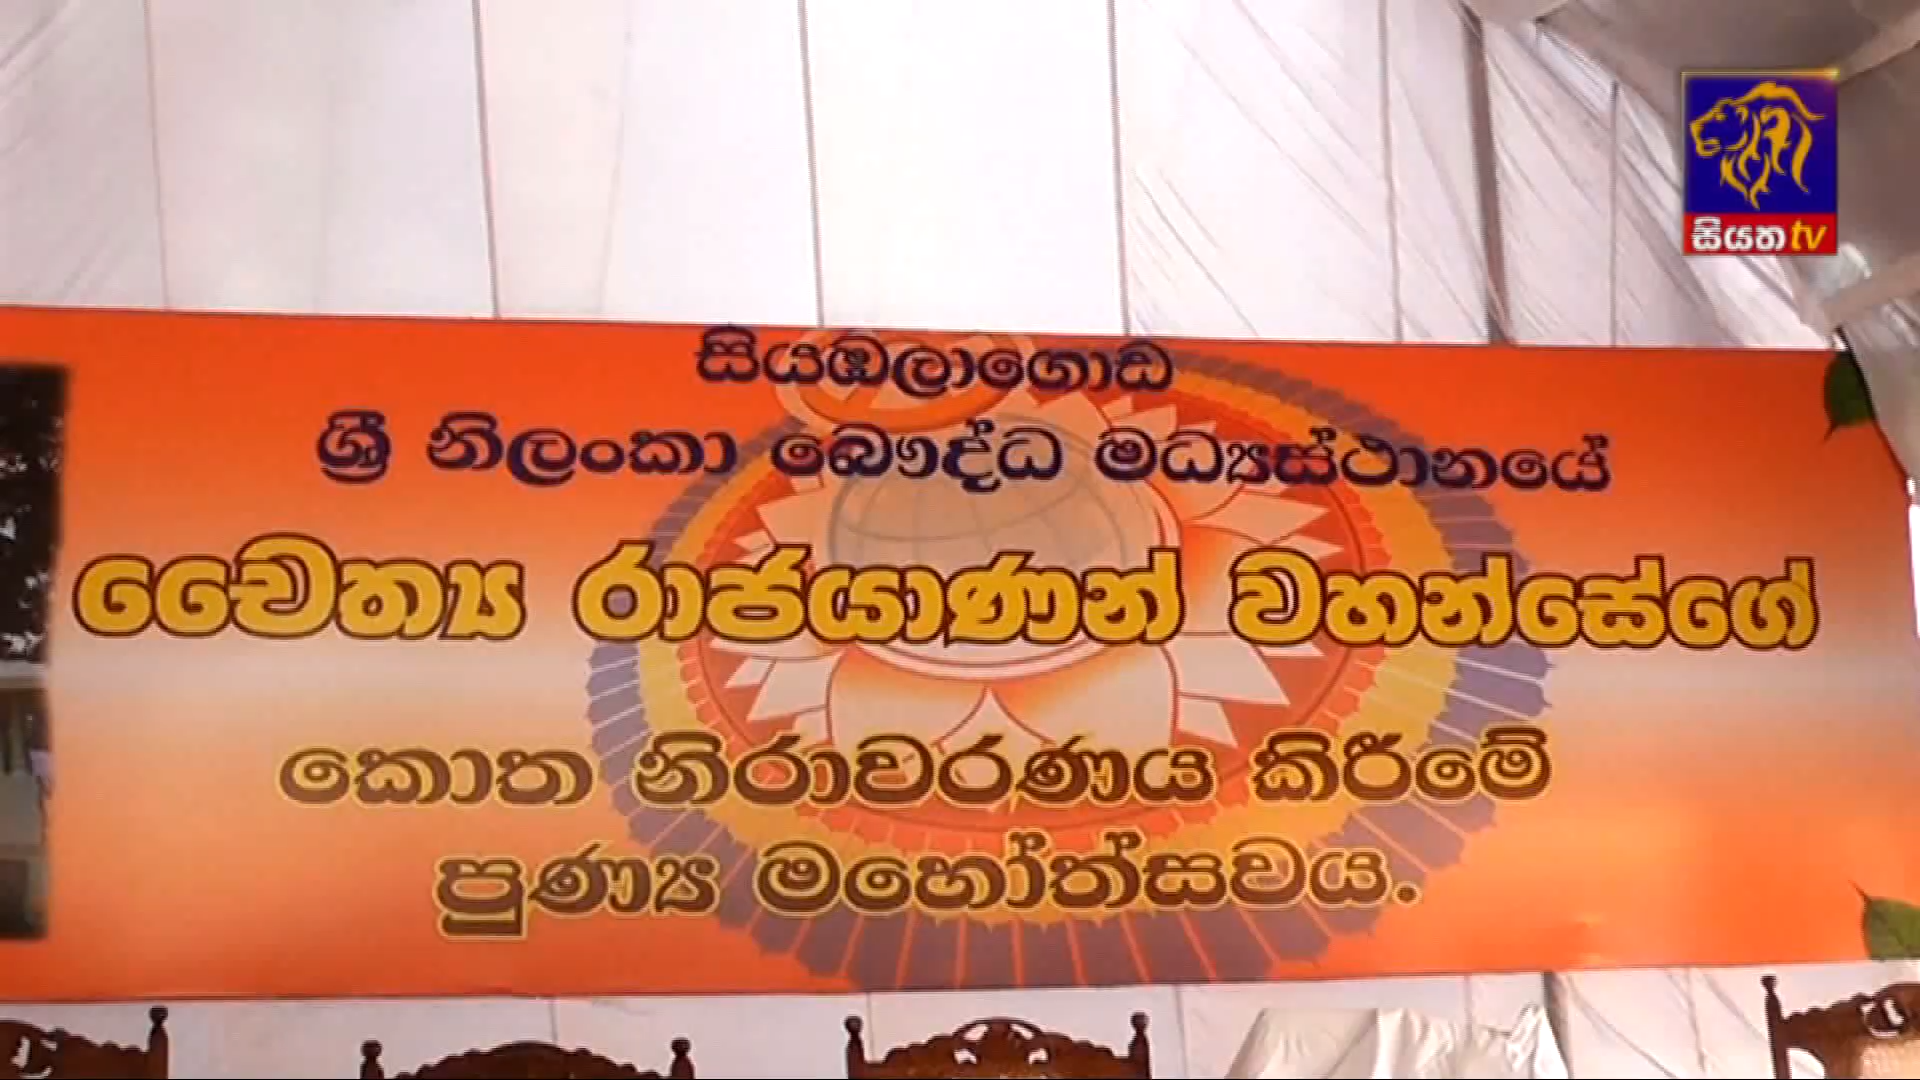 සියත tv
සියඹලාගොඩ
ශ්‍රී නිලංකා බෞද්ධ මධ්‍යස්ථානයේ
චෛත්‍ය රාජයාණන් වහන්සේගේ
කොත නිරාවරණය කිරීමේ
පුණ්‍ය මහෝත්සවය.